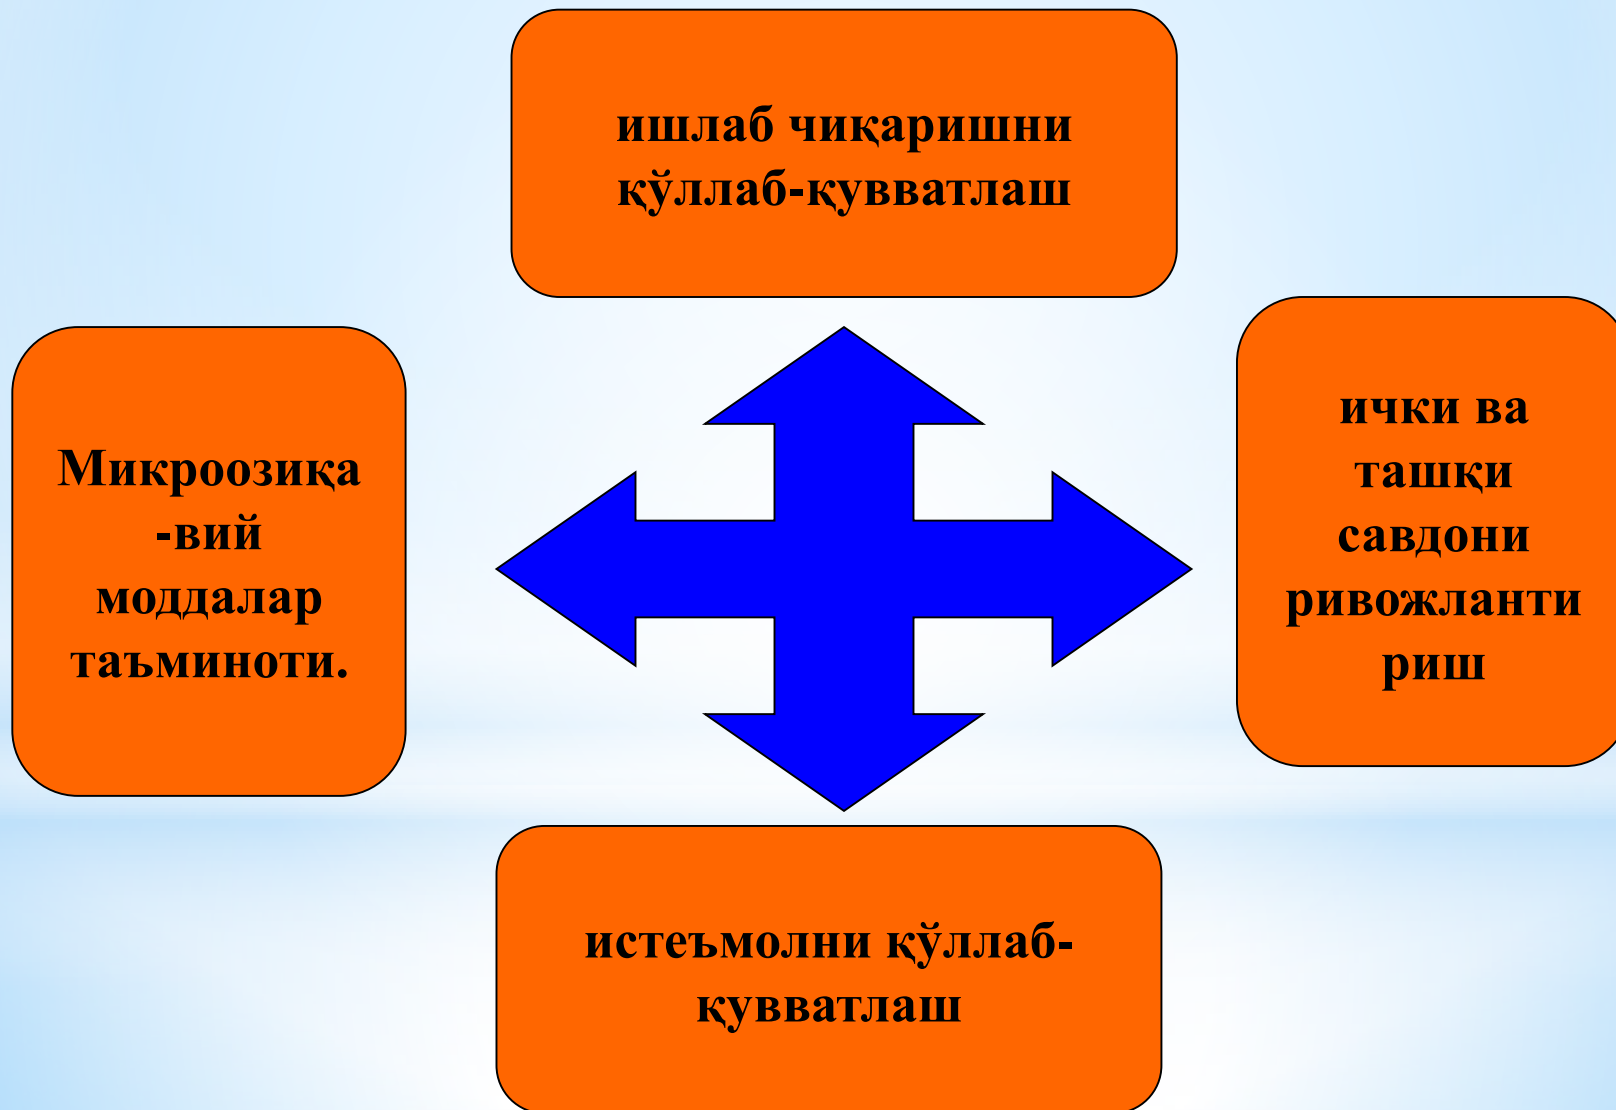 ишлаб чиқаришни
қўллаб-қувватлаш
Микроозиқа
-вий
моддалар
таъминоти.
ички ва
ташқи
савдони
ривожланти
риш
истеъмолни қўллаб-
қувватлаш